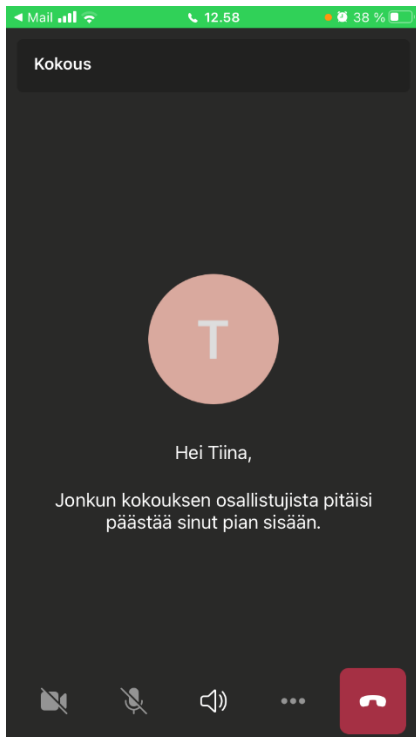 Mail 12.58 38 %
Kokous
T
Hei Tiina,
Jonkun kokouksen osallistujista pitäisi
päästää sinut pian sisään.